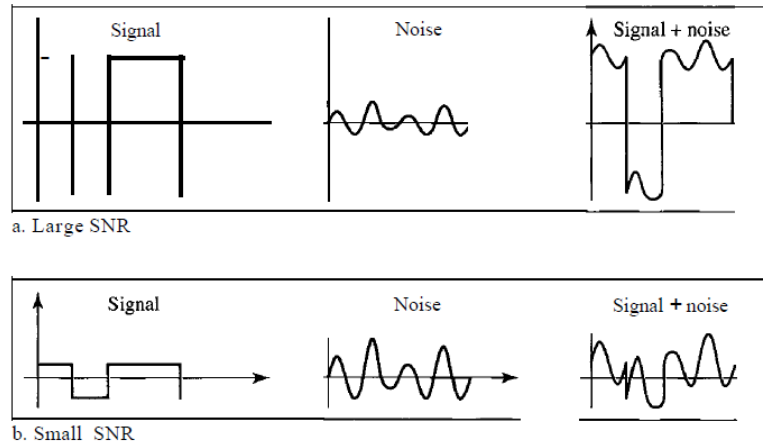 Signal
Noise
Signal + noise
a. Large SNR
Signal
Noise
Signal + noise
b. Small SNR